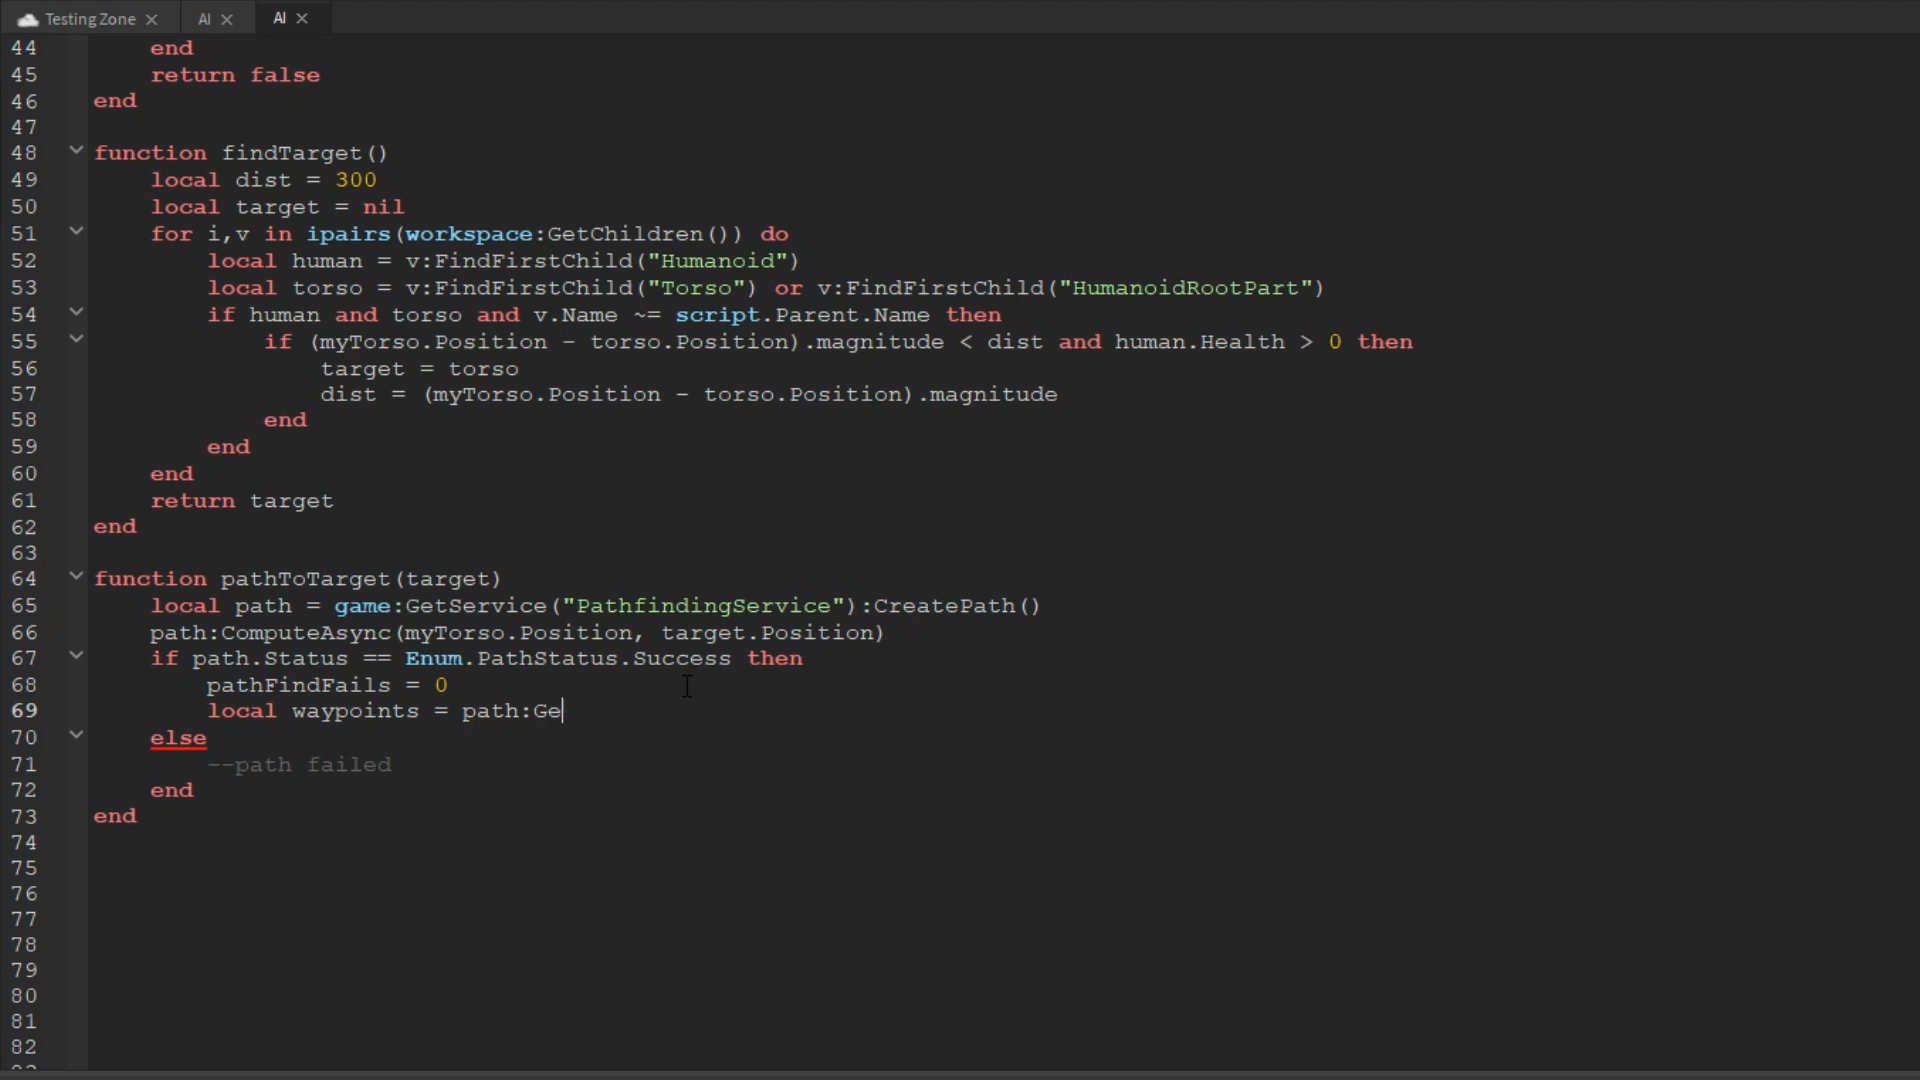 Testing Zone AI AI
44 end
45 return false
46 end
47
48 function findTarget()
49 local dist = 300
50 local target = nil
51 for i,v in ipairs(workspace:GetChildren()) do
52 local human = v:FindFirstChild("Humanoid")
53 local torso = v:FindFirstChild("Torso") or v:FindFirstChild("HumanoidRootPart")
54 if human and torso and v.Name ~= script.Parent.Name then
55 if (myTorso.Position - torso.Position).magnitude < dist and human.Health > 0 then
56 target = torso
57 dist = (myTorso.Position - torso.Position).magnitude
58 end
59 end
60 end
61 return target
62 end
63
64 function pathToTarget(target)
65 local path = game:GetService("PathfindingService"):CreatePath()
66 path:ComputeAsync(myTorso.Position, target.Position)
67 if path.Status == Enum.PathStatus.Success then
68 pathFindFails = 0
69 local waypoints = path:Ge
70 else
71 --path failed
72 end
73 end
74
75
76
77
78
79
80
81
82